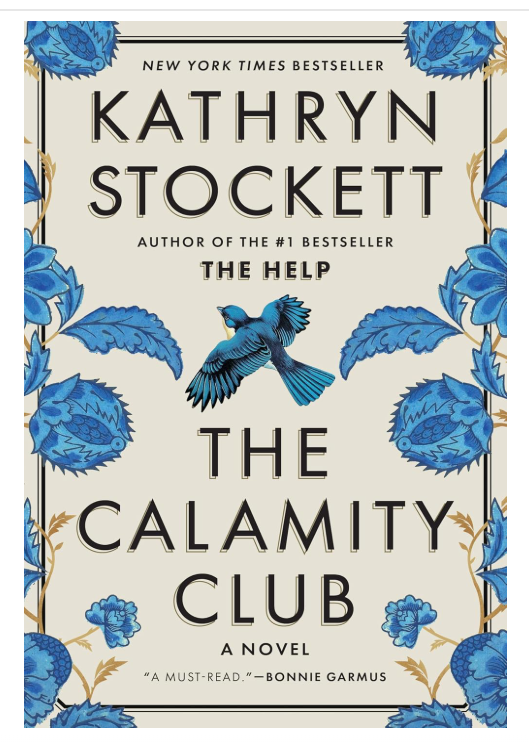 NEW YORK TIMES BESTSELLER
KATHRYN
STOCKETT
AUTHOR OF THE #1 BESTSELLER
THE HELP
THE
CALAMITY
CLUB
A NOVEL
“A MUST-READ.”—BONNIE GARMUS